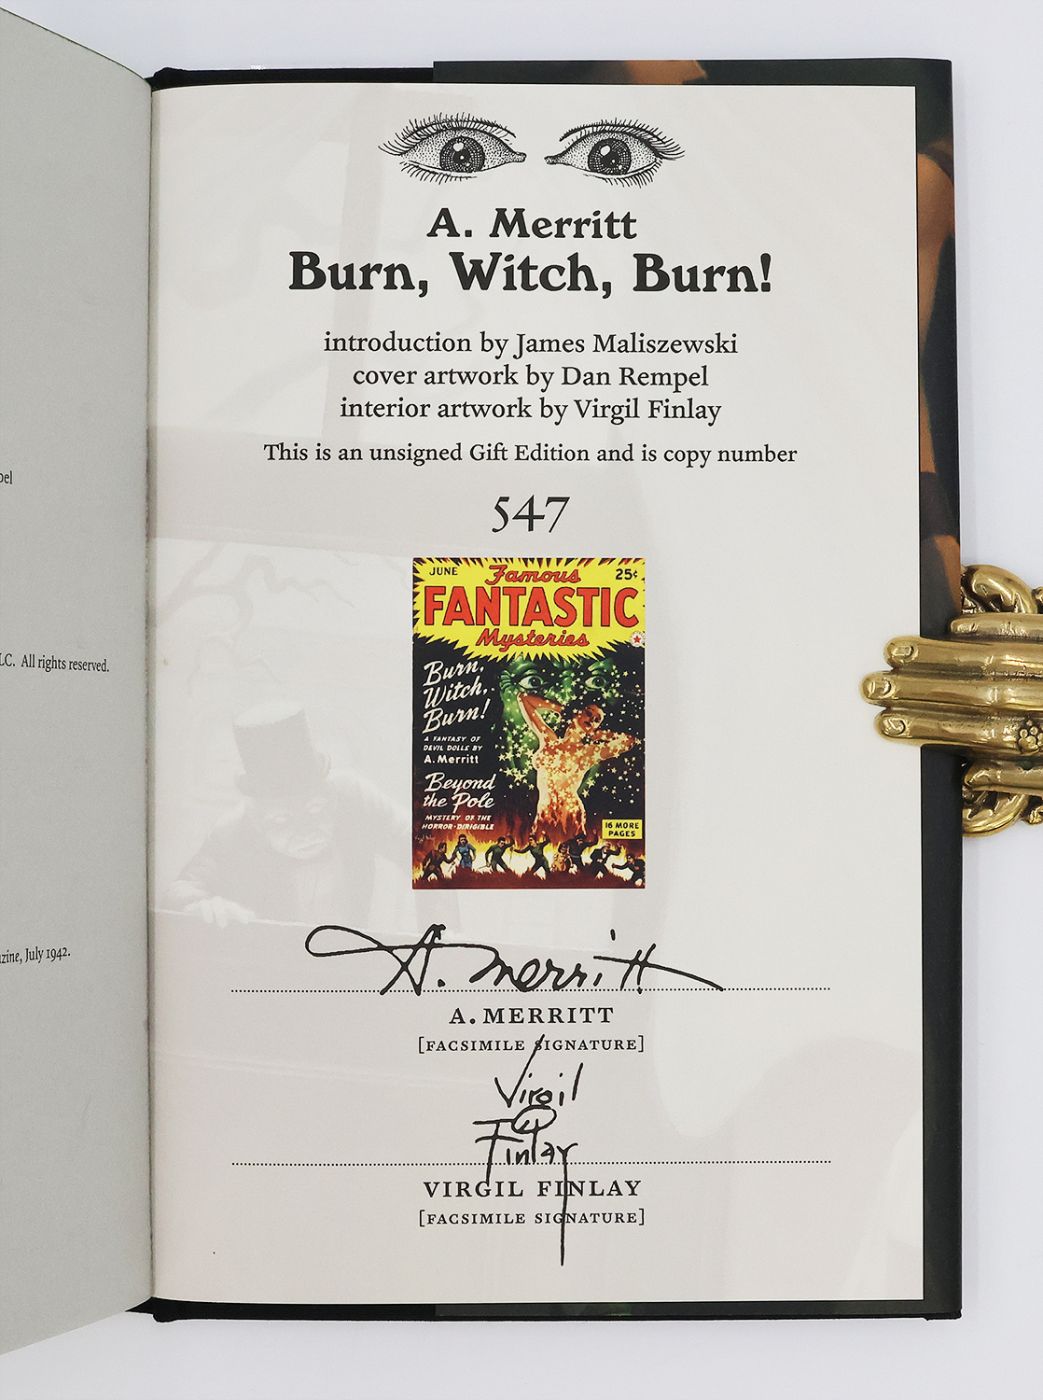 LC. All rights reserved.
zine, July 1942.
A. Merritt
Burn, Witch, Burn!
introduction by James Maliszewski
cover artwork by Dan Rempel
interior artwork by Virgil Finlay
This is an unsigned Gift Edition and is copy number
547
JUNE
Famous
25¢
FANTASTIC
Mysteries
Burn,
Witch,
Burn!
A FANTASY OF
DEVIL DOLLS BY
A. Merritt
Beyond
the Pole
MYSTERY OF THE
HORROR-DIRIGIBLE
16 MORE
PAGES
A. Merritt
A. MERRITT
[FACSIMILE SIGNATURE]
Virgil
Finlay
VIRGIL FINLAY
[FACSIMILE SIGNATURE]